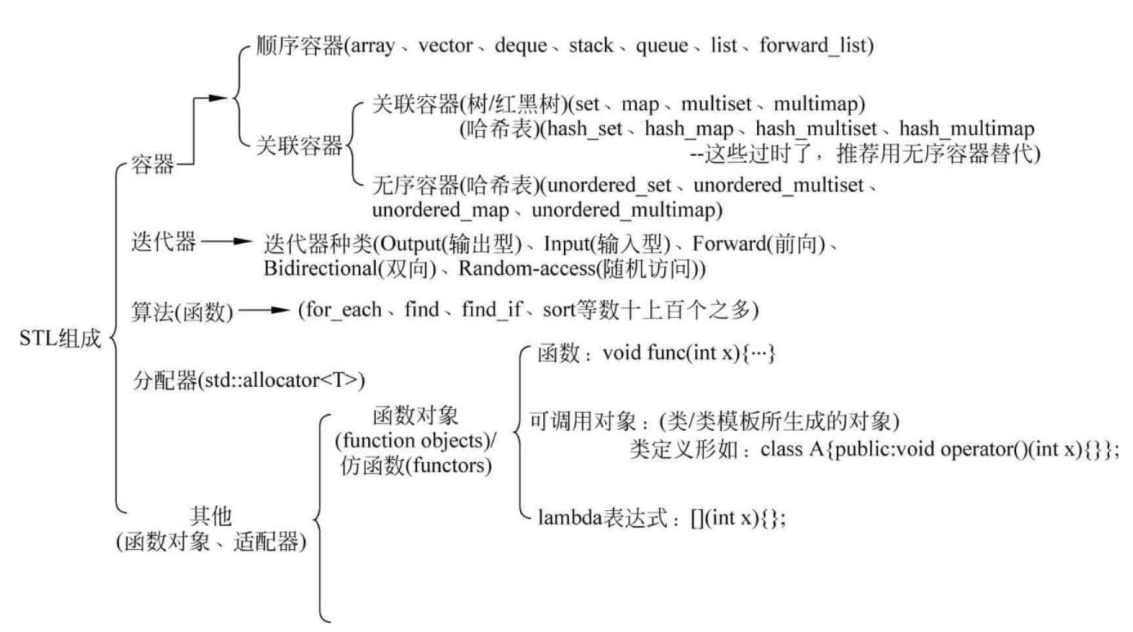 顺序容器(array、vector、deque、stack、queue、list、forward_list)
关联容器(树/红黑树)(set、map、multiset、multimap)
(哈希表)(hash_set、hash_map、hash_multiset、hash_multimap
关联容器
--这些过时了，推荐用无序容器替代)
容器
无序容器(哈希表)(unordered_set、unordered_multiset、
unordered_map、unordered_multimap)
迭代器
迭代器种类(Output(输出型)、Input(输入型)、Forward(前向)、
Bidirectional(双向)、Random-access(随机访问))
算法(函数)
(for_each、find、find_if、sort等数十上百个之多)
STL组成
函数：void func(int x){…}
分配器(std::allocator<T>)
函数对象
(function objects)/
仿函数(functors)
可调用对象：(类/类模板所生成的对象)
类定义形如：class A{public:void operator()(int x){}};
lambda表达式：[](int x){};
其他
(函数对象、适配器)